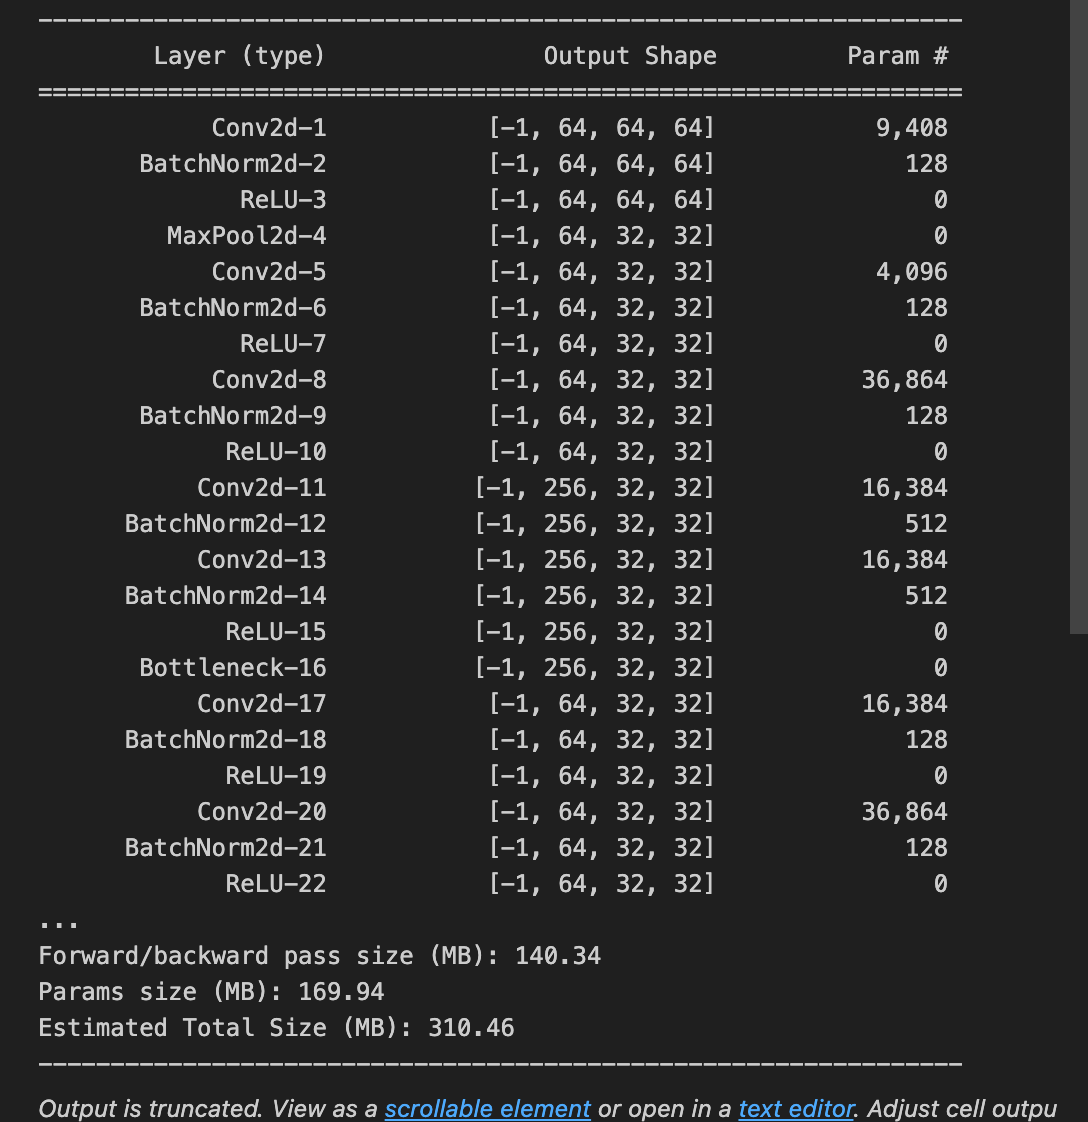 ----------------------------------------------------------------
Layer (type) Output Shape Param #
================================================================
Conv2d-1 [-1, 64, 64, 64] 9,408
BatchNorm2d-2 [-1, 64, 64, 64] 128
ReLU-3 [-1, 64, 64, 64] 0
MaxPool2d-4 [-1, 64, 32, 32] 0
Conv2d-5 [-1, 64, 32, 32] 4,096
BatchNorm2d-6 [-1, 64, 32, 32] 128
ReLU-7 [-1, 64, 32, 32] 0
Conv2d-8 [-1, 64, 32, 32] 36,864
BatchNorm2d-9 [-1, 64, 32, 32] 128
ReLU-10 [-1, 64, 32, 32] 0
Conv2d-11 [-1, 256, 32, 32] 16,384
BatchNorm2d-12 [-1, 256, 32, 32] 512
Conv2d-13 [-1, 256, 32, 32] 16,384
BatchNorm2d-14 [-1, 256, 32, 32] 512
ReLU-15 [-1, 256, 32, 32] 0
Bottleneck-16 [-1, 256, 32, 32] 0
Conv2d-17 [-1, 64, 32, 32] 16,384
BatchNorm2d-18 [-1, 64, 32, 32] 128
ReLU-19 [-1, 64, 32, 32] 0
Conv2d-20 [-1, 64, 32, 32] 36,864
BatchNorm2d-21 [-1, 64, 32, 32] 128
ReLU-22 [-1, 64, 32, 32] 0
...
Forward/backward pass size (MB): 140.34
Params size (MB): 169.94
Estimated Total Size (MB): 310.46
----------------------------------------------------------------
Output is truncated. View as a scrollable element or open in a text editor. Adjust cell outpu